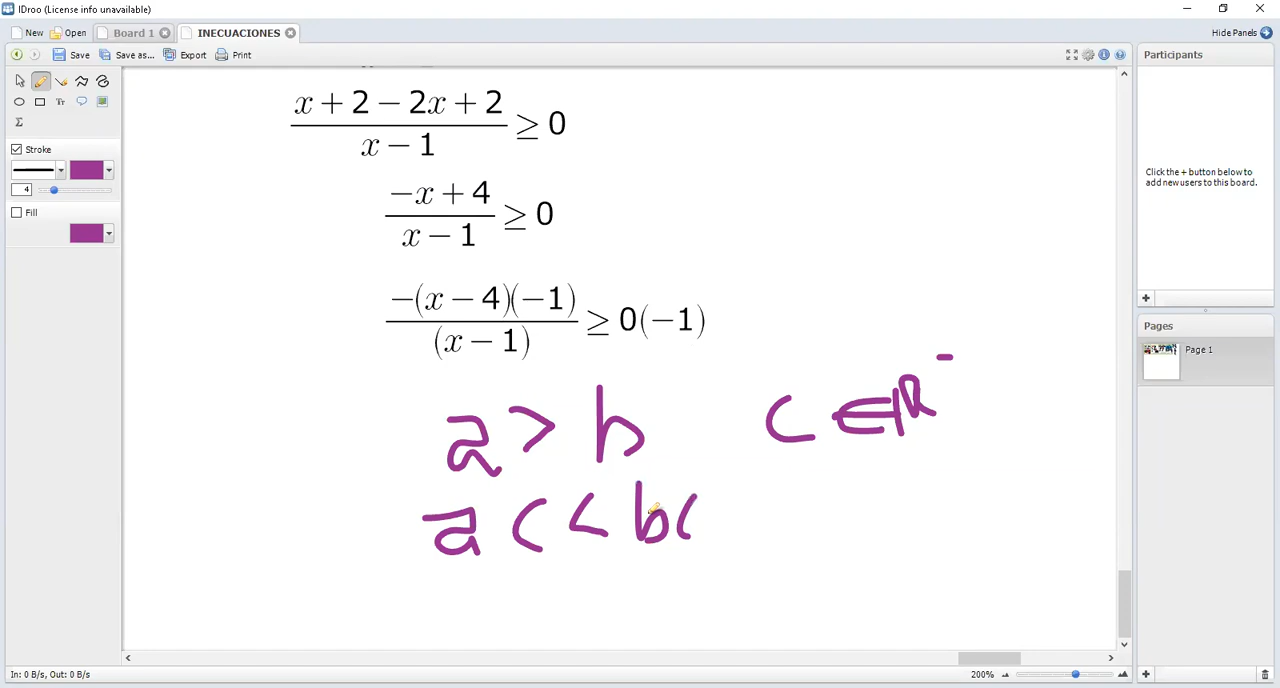 IDroo (License info unavailable)
New Open Board 1 INECUACIONES Hide Panels
Save Save as... Export Print
Participants
Click the + button below to
add new users to this board.
Tr
Σ
Stroke
4
Fill
x + 2 − 2x + 2
x − 1
≥ 0
−x + 4
x − 1
≥ 0
−(x − 4)(−1)
(x − 1)
≥ 0(−1)
a > b c ∈ ℝ⁻
a c < bc
Pages
Page 1
In: 0 B/s, Out: 0 B/s
200%